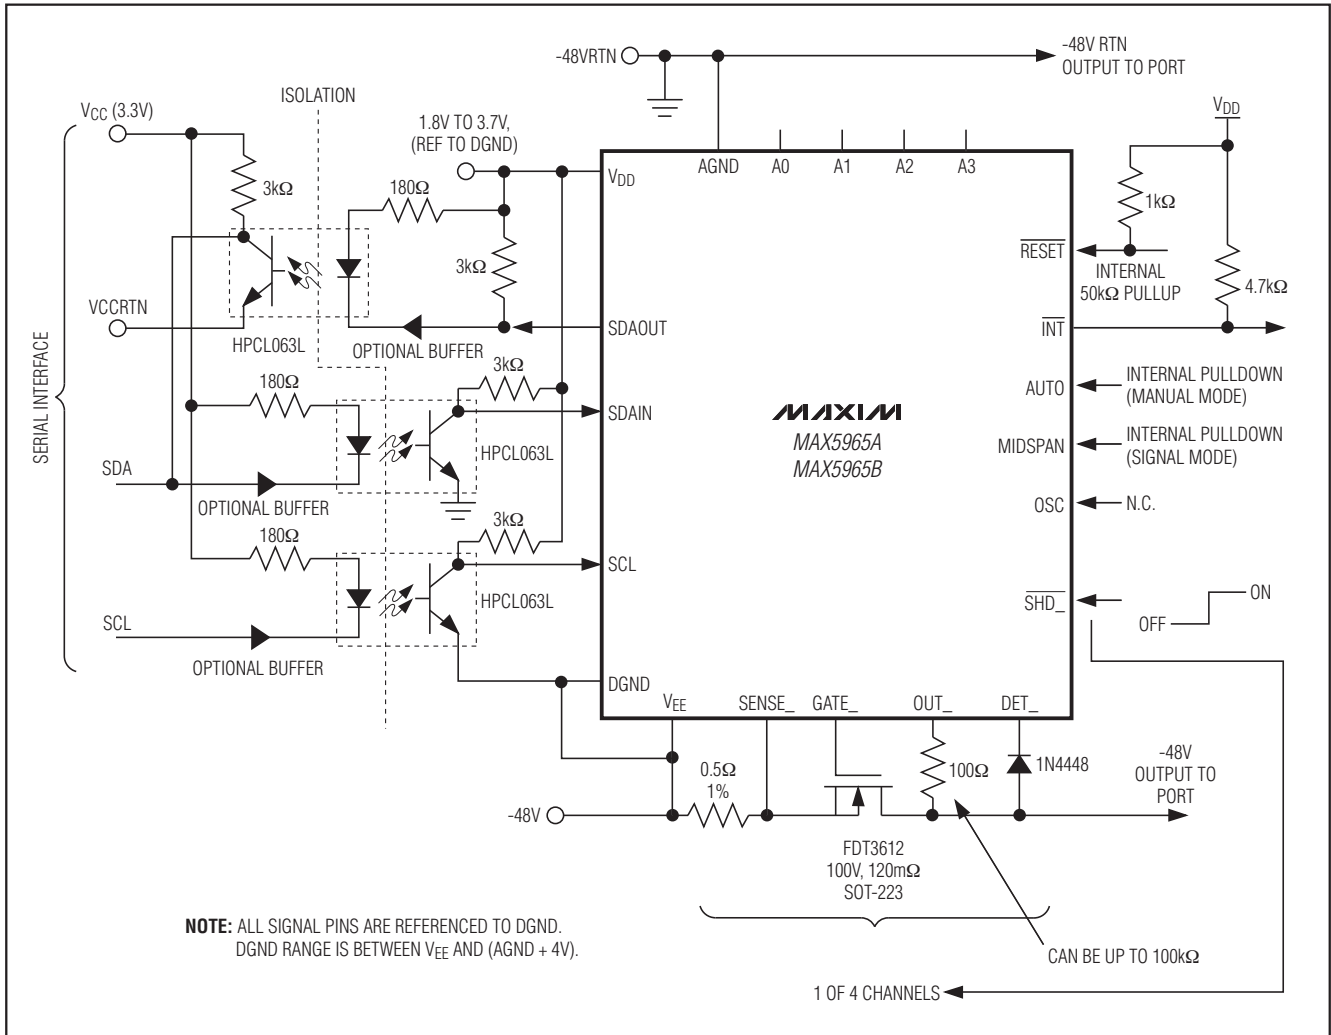 -48VRTN
-48V RTN
OUTPUT TO PORT
ISOLATION
VCC (3.3V)
1.8V TO 3.7V,
(REF TO DGND)
VDD
3kΩ
180Ω
VDD
AGND
A0
A1
A2
A3
1kΩ
3kΩ
RESET
INTERNAL
50kΩ PULLUP
4.7kΩ
VCCRTN
HPCL063L
OPTIONAL BUFFER
SDAOUT
INT
SERIAL INTERFACE
180Ω
3kΩ
SDAIN
AUTO
INTERNAL PULLDOWN
(MANUAL MODE)
MAXIM
MAX5965A
MAX5965B
HPCL063L
MIDSPAN
INTERNAL PULLDOWN
(SIGNAL MODE)
SDA
OPTIONAL BUFFER
OSC
N.C.
180Ω
3kΩ
SCL
HPCL063L
SHD_
ON
OFF
SCL
OPTIONAL BUFFER
DGND
VEE
SENSE_
GATE_
OUT_
DET_
0.5Ω
1%
100Ω
1N4448
-48V
OUTPUT TO
PORT
-48V
FDT3612
100V, 120mΩ
SOT-223
NOTE: ALL SIGNAL PINS ARE REFERENCED TO DGND.
DGND RANGE IS BETWEEN VEE AND (AGND + 4V).
CAN BE UP TO 100kΩ
1 OF 4 CHANNELS